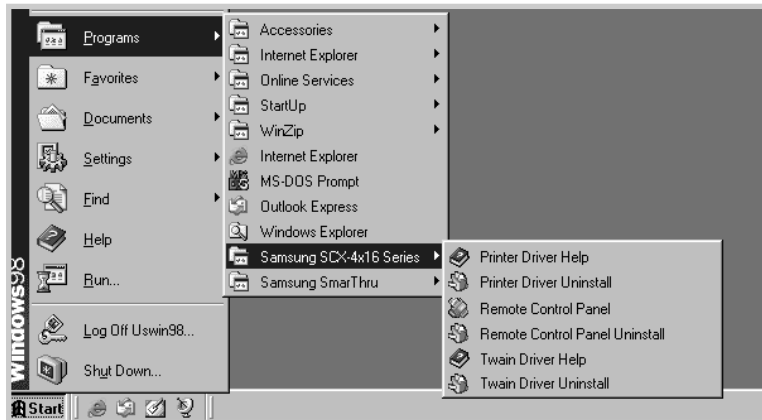 Programs
Favorites
Documents
Settings
Find
Help
Run...
Log Off Uswin98...
Shut Down...
Windows98
Start
Accessories
Internet Explorer
Online Services
StartUp
WinZip
Internet Explorer
MS-DOS Prompt
Outlook Express
Windows Explorer
Samsung SCX-4x16 Series
Samsung SmarThru
Printer Driver Help
Printer Driver Uninstall
Remote Control Panel
Remote Control Panel Uninstall
Twain Driver Help
Twain Driver Uninstall